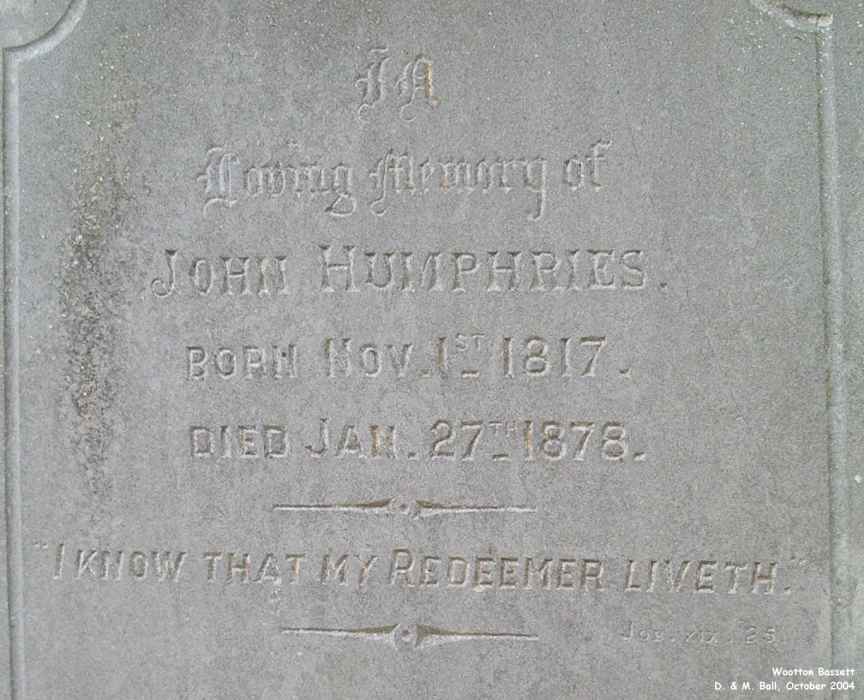 In
Loving Memory of
JOHN HUMPHRIES.
BORN NOV. 1ST 1817.
DIED JAN. 27TH 1878.
"I KNOW THAT MY REDEEMER LIVETH."
JOB. XIX. 25
Wootton Bassett
D. & M. Ball, October 2004